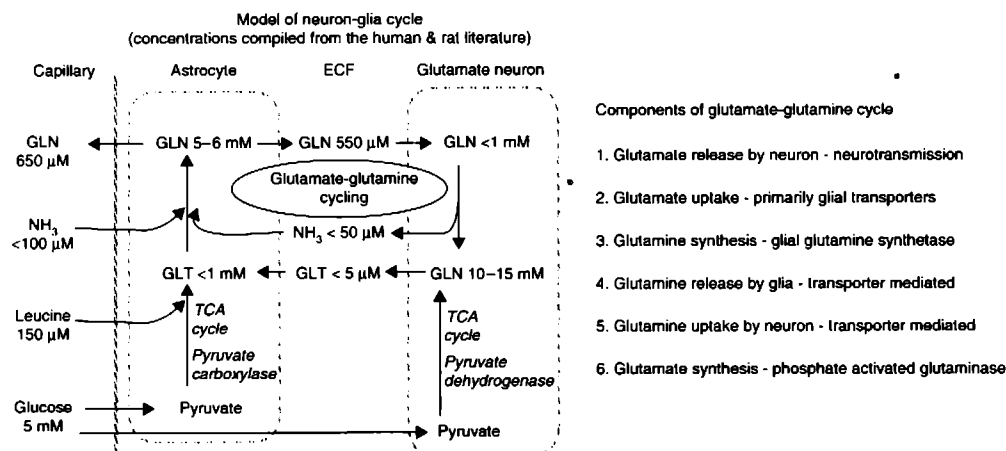 Model of neuron-glia cycle
(concentrations compiled from the human & rat literature)
Capillary Astrocyte ECF Glutamate neuron
GLN
650 μM
GLN 5–6 mM
GLN 550 μM
GLN <1 mM
Glutamate-glutamine
cycling
NH₃
<100 μM
NH₃ < 50 μM
GLT <1 mM
GLT < 5 μM
GLN 10–15 mM
Leucine
150 μM
TCA
cycle
Pyruvate
carboxylase
TCA
cycle
Pyruvate
dehydrogenase
Glucose
5 mM
Pyruvate
Pyruvate
Components of glutamate-glutamine cycle
1. Glutamate release by neuron - neurotransmission
2. Glutamate uptake - primarily glial transporters
3. Glutamine synthesis - glial glutamine synthetase
4. Glutamine release by glia - transporter mediated
5. Glutamine uptake by neuron - transporter mediated
6. Glutamate synthesis - phosphate activated glutaminase